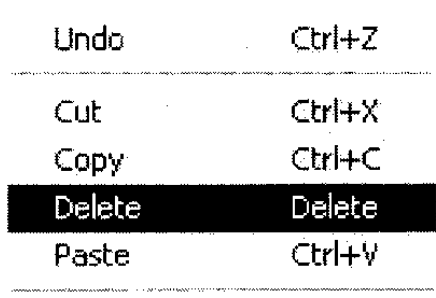 Undo Ctrl+Z
Cut Ctrl+X
Copy Ctrl+C
Delete Delete
Paste Ctrl+V